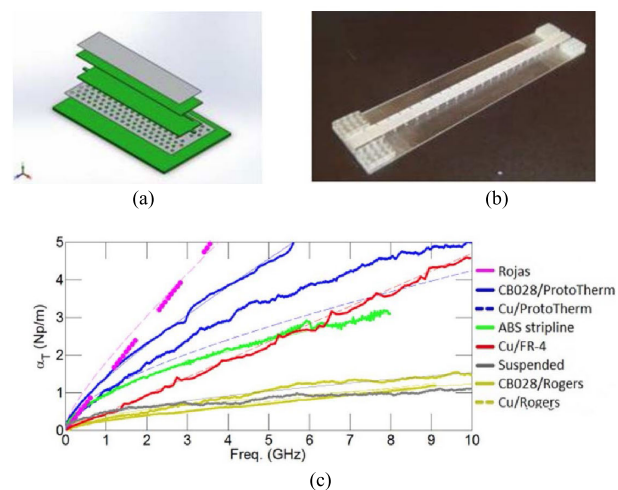 (a)
(b)
5
4
3
2
1
0
αT (Np/m)
0 1 2 3 4 5 6 7 8 9 10
Freq. (GHz)
Rojas
CB028/ProtoTherm
Cu/ProtoTherm
ABS stripline
Cu/FR-4
Suspended
CB028/Rogers
Cu/Rogers
(c)